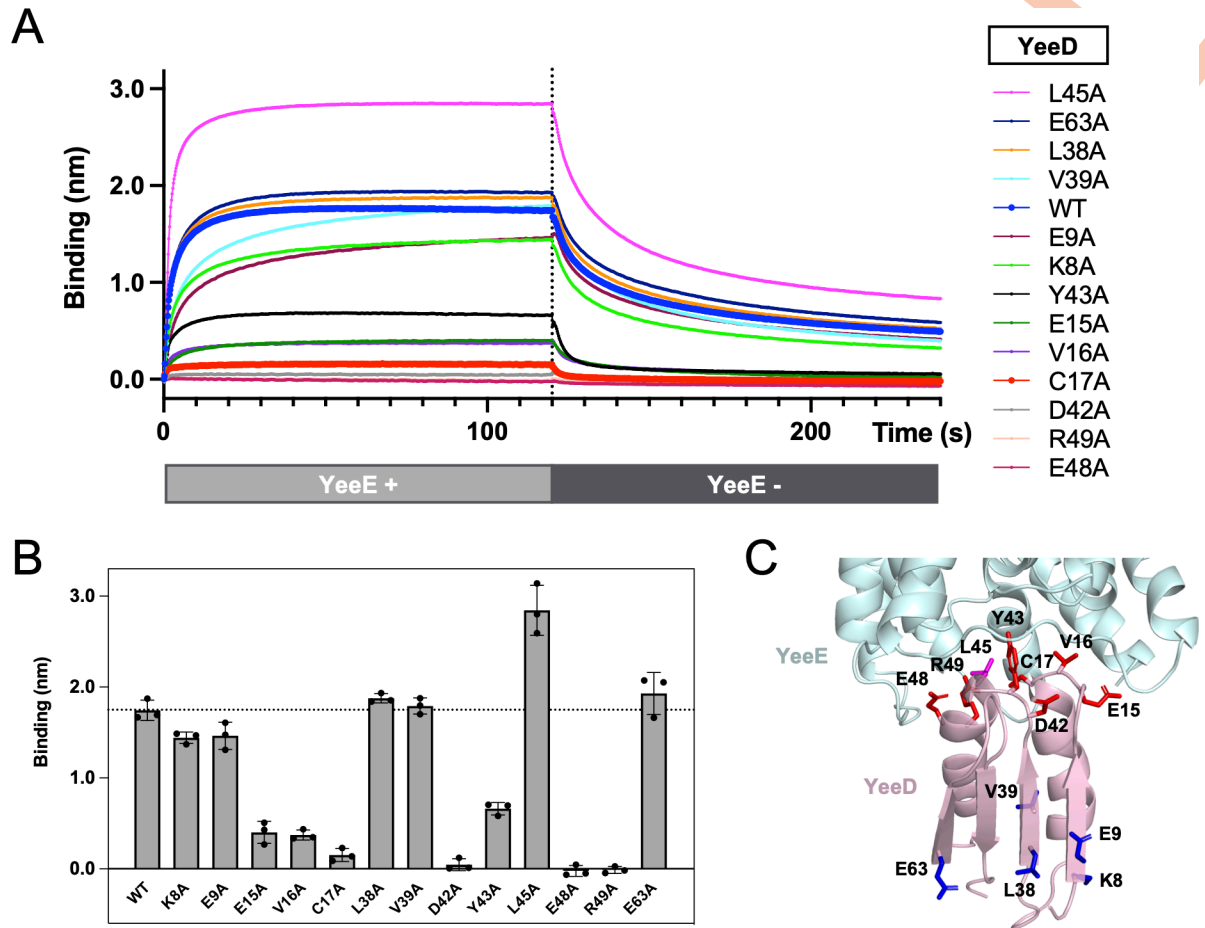 A
YeeD
L45A
E63A
L38A
V39A
WT
E9A
K8A
Y43A
E15A
V16A
C17A
D42A
R49A
E48A
Binding (nm)
3.0
2.0
1.0
0.0
0 100 200 Time (s)
YeeE + YeeE -
B
Binding (nm)
3.0
2.0
1.0
0.0
WT K8A E9A E15A V16A C17A L38A V39A D42A Y43A L45A E48A R49A E63A
C
YeeE
Y43
L45 V16
R49 C17
E48
E15
D42
YeeD
V39
E9
E63
L38 K8